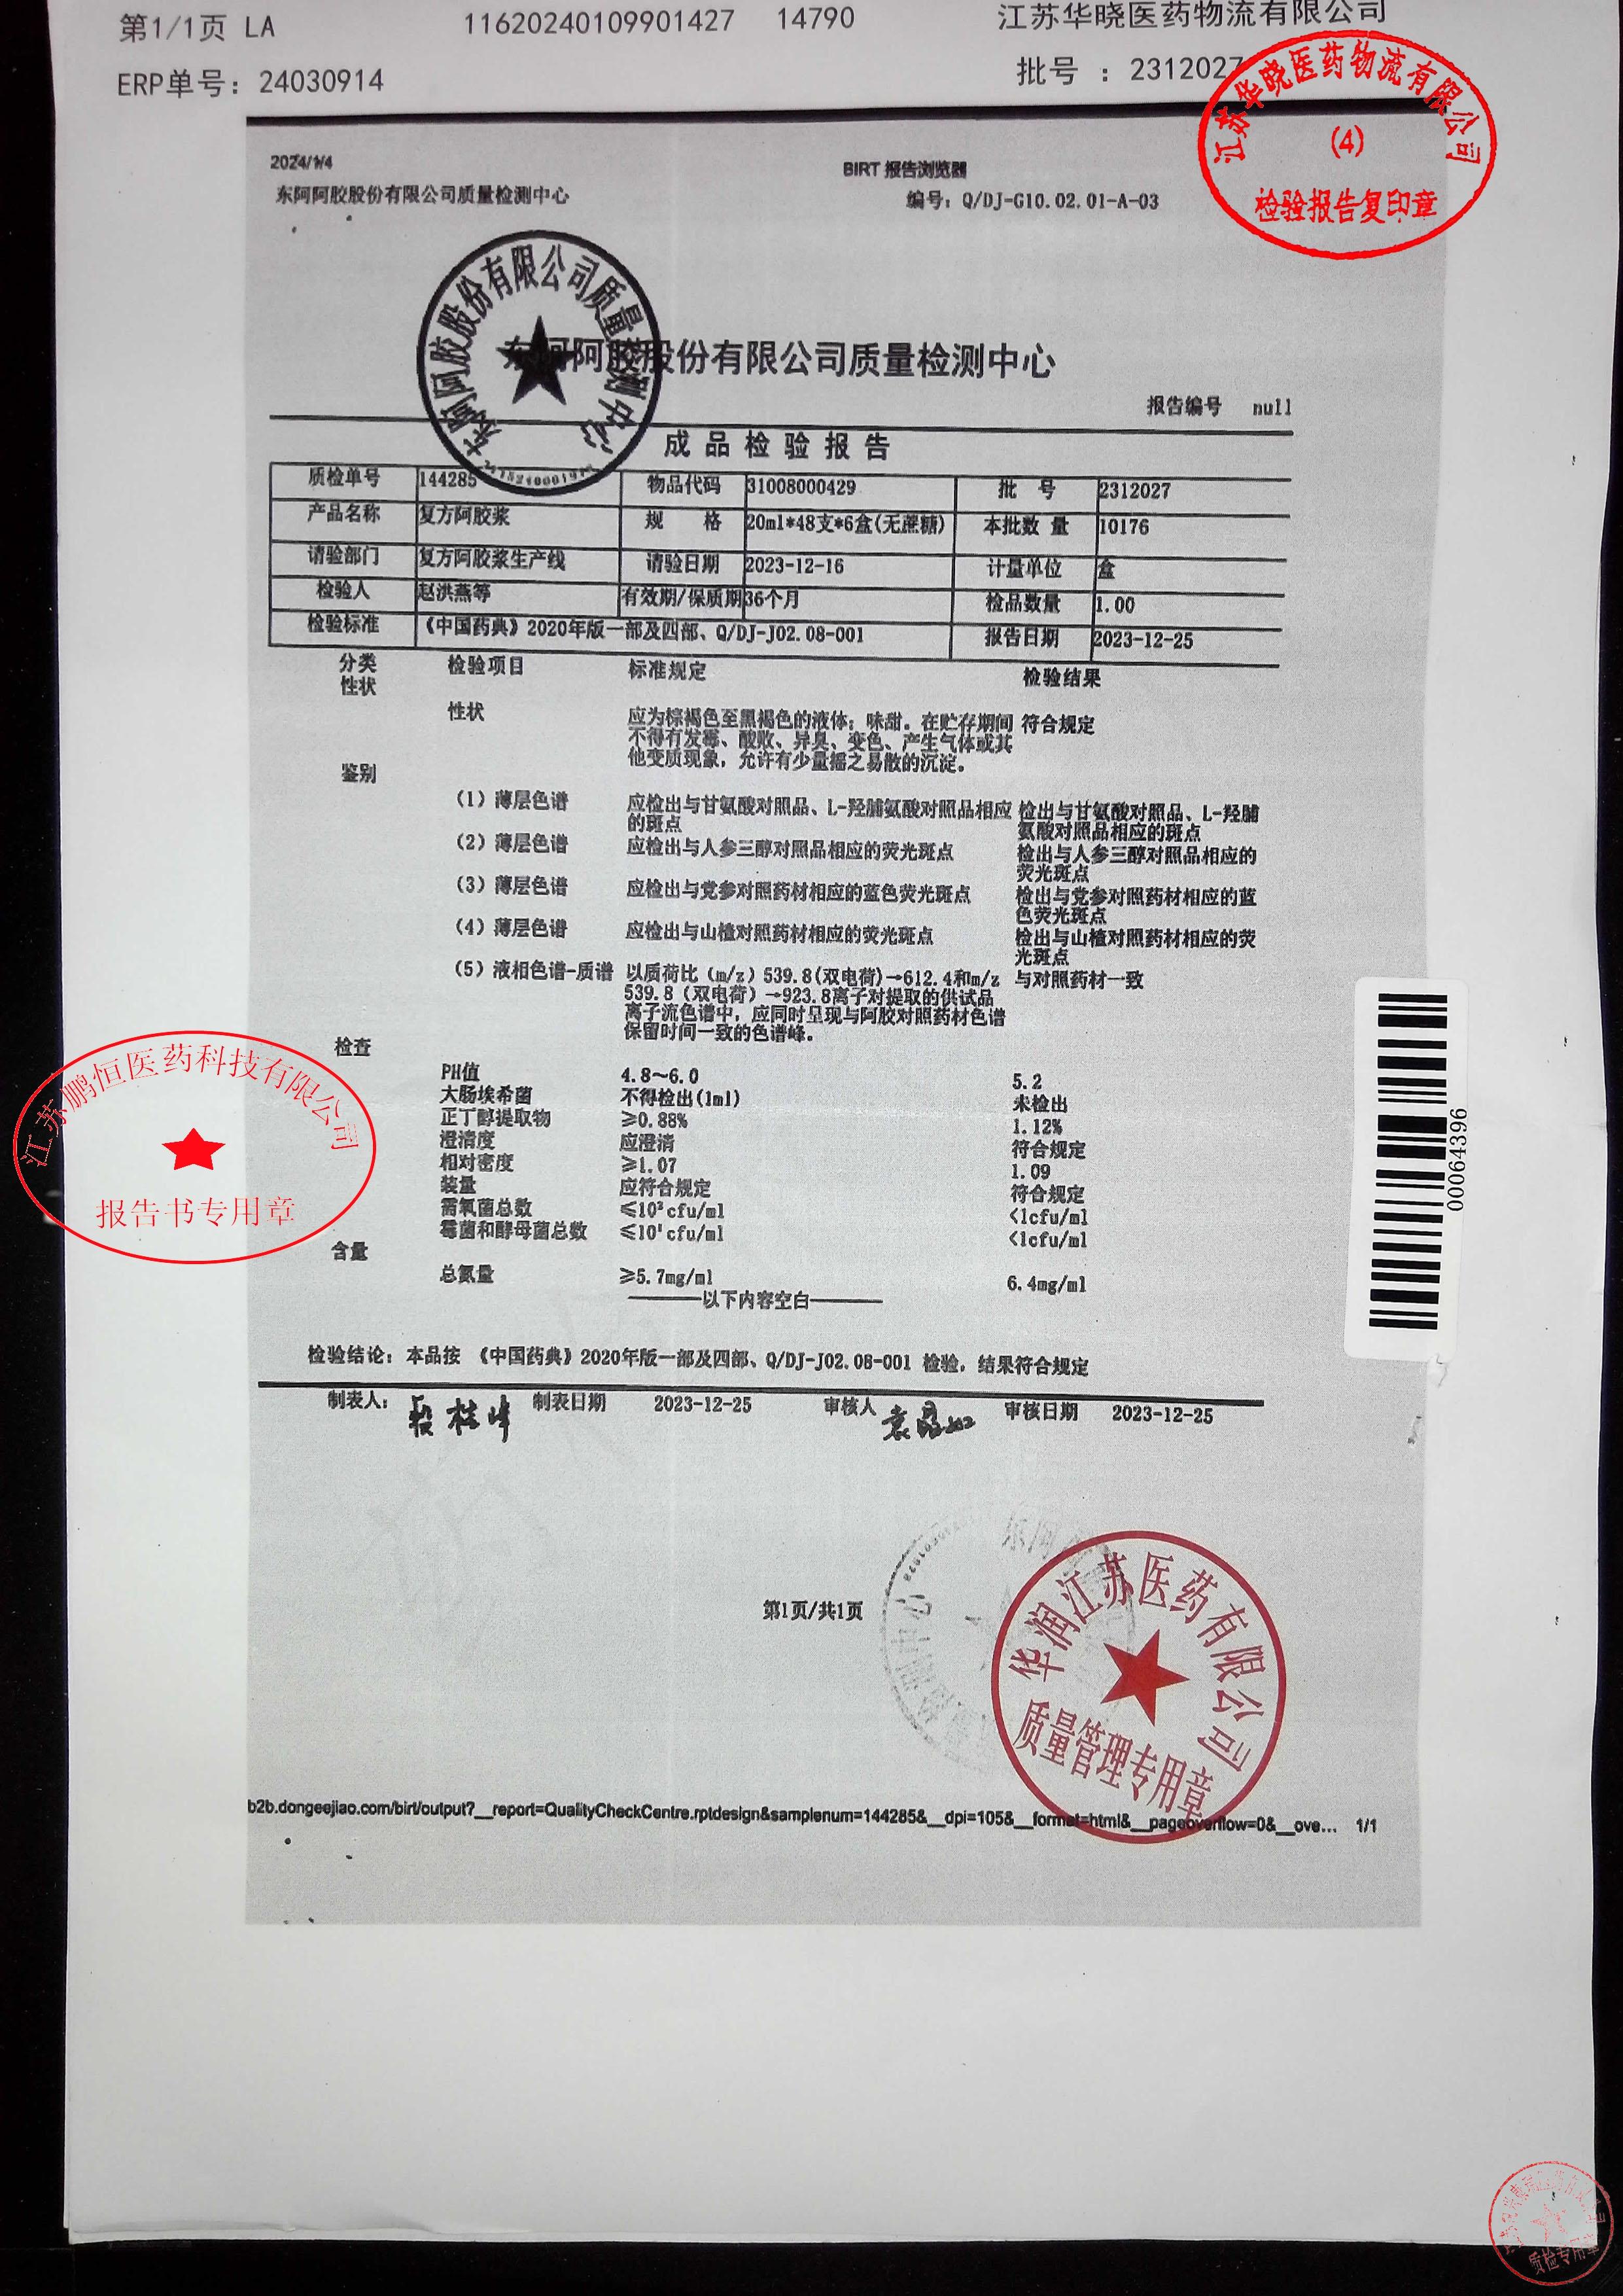 第1/1页 LA 11620240109901427 14790 江苏华晓医药物流有限公司
ERP单号：24030914 批号 ：2312027
江苏华晓医药物流有限公司
(4)
检验报告复印章
2024/1/4 BIRT 报告浏览器
东阿阿胶股份有限公司质量检测中心 编号：Q/DJ-G10.02.01-A-03
东阿阿胶股份有限公司质量检测中心
东阿阿胶股份有限公司质量检测中心
报告编号 null
成品检验报告
质检单号 144285 物品代码 31008000429 批 号 2312027
产品名称 复方阿胶浆 规 格 20ml*48支*6盒(无蔗糖) 本批数 量 10176
请验部门 复方阿胶浆生产线 请验日期 2023-12-16 计量单位 盒
检验人 赵洪燕等 有效期/保质期 36个月 检品数量 1.00
检验标准 《中国药典》2020年版一部及四部、Q/DJ-J02.08-001 报告日期 2023-12-25
分类 检验项目 标准规定 检验结果
性状
性状 应为棕褐色至黑褐色的液体；味甜。在贮存期间 符合规定
不得有发霉、酸败、异臭、变色、产生气体或其
他变质现象，允许有少量摇之易散的沉淀。
鉴别
(1) 薄层色谱 应检出与甘氨酸对照品、L-羟脯氨酸对照品相应 检出与甘氨酸对照品、L-羟脯
的斑点 氨酸对照品相应的斑点
(2) 薄层色谱 应检出与人参三醇对照品相应的荧光斑点 检出与人参三醇对照品相应的
荧光斑点
(3) 薄层色谱 应检出与党参对照药材相应的蓝色荧光斑点 检出与党参对照药材相应的蓝
色荧光斑点
(4) 薄层色谱 应检出与山楂对照药材相应的荧光斑点 检出与山楂对照药材相应的荧
光斑点
(5) 液相色谱-质谱 以质荷比（m/z）539.8(双电荷)→612.4和m/z 与对照药材一致
539.8（双电荷）→923.8离子对提取的供试品
离子流色谱中，应同时呈现与阿胶对照药材色谱
保留时间一致的色谱峰。
检查
PH值 4.8～6.0 5.2
大肠埃希菌 不得检出(1ml) 未检出
正丁醇提取物 ≥0.88% 1.12%
澄清度 应澄清 符合规定
相对密度 ≥1.07 1.09
装量 应符合规定 符合规定
需氧菌总数 ≤10²cfu/ml <1cfu/ml
霉菌和酵母菌总数 ≤10¹cfu/ml <1cfu/ml
含量
总氮量 ≥5.7mg/ml 6.4mg/ml
————以下内容空白————
江苏鹏恒医药科技有限公司
报告书专用章
00064396
检验结论：本品按 《中国药典》2020年版一部及四部、Q/DJ-J02.08-001 检验，结果符合规定
制表人： 制表日期 2023-12-25 审核人 审核日期 2023-12-25
第1页/共1页
华润江苏医药有限公司
质量管理专用章
b2b.dongeejiao.com/birt/output?__report=QualityCheckCentre.rptdesign&samplenum=144285&__dpi=105&__format=html&__pageoverflow=0&__ove... 1/1
质检专用章